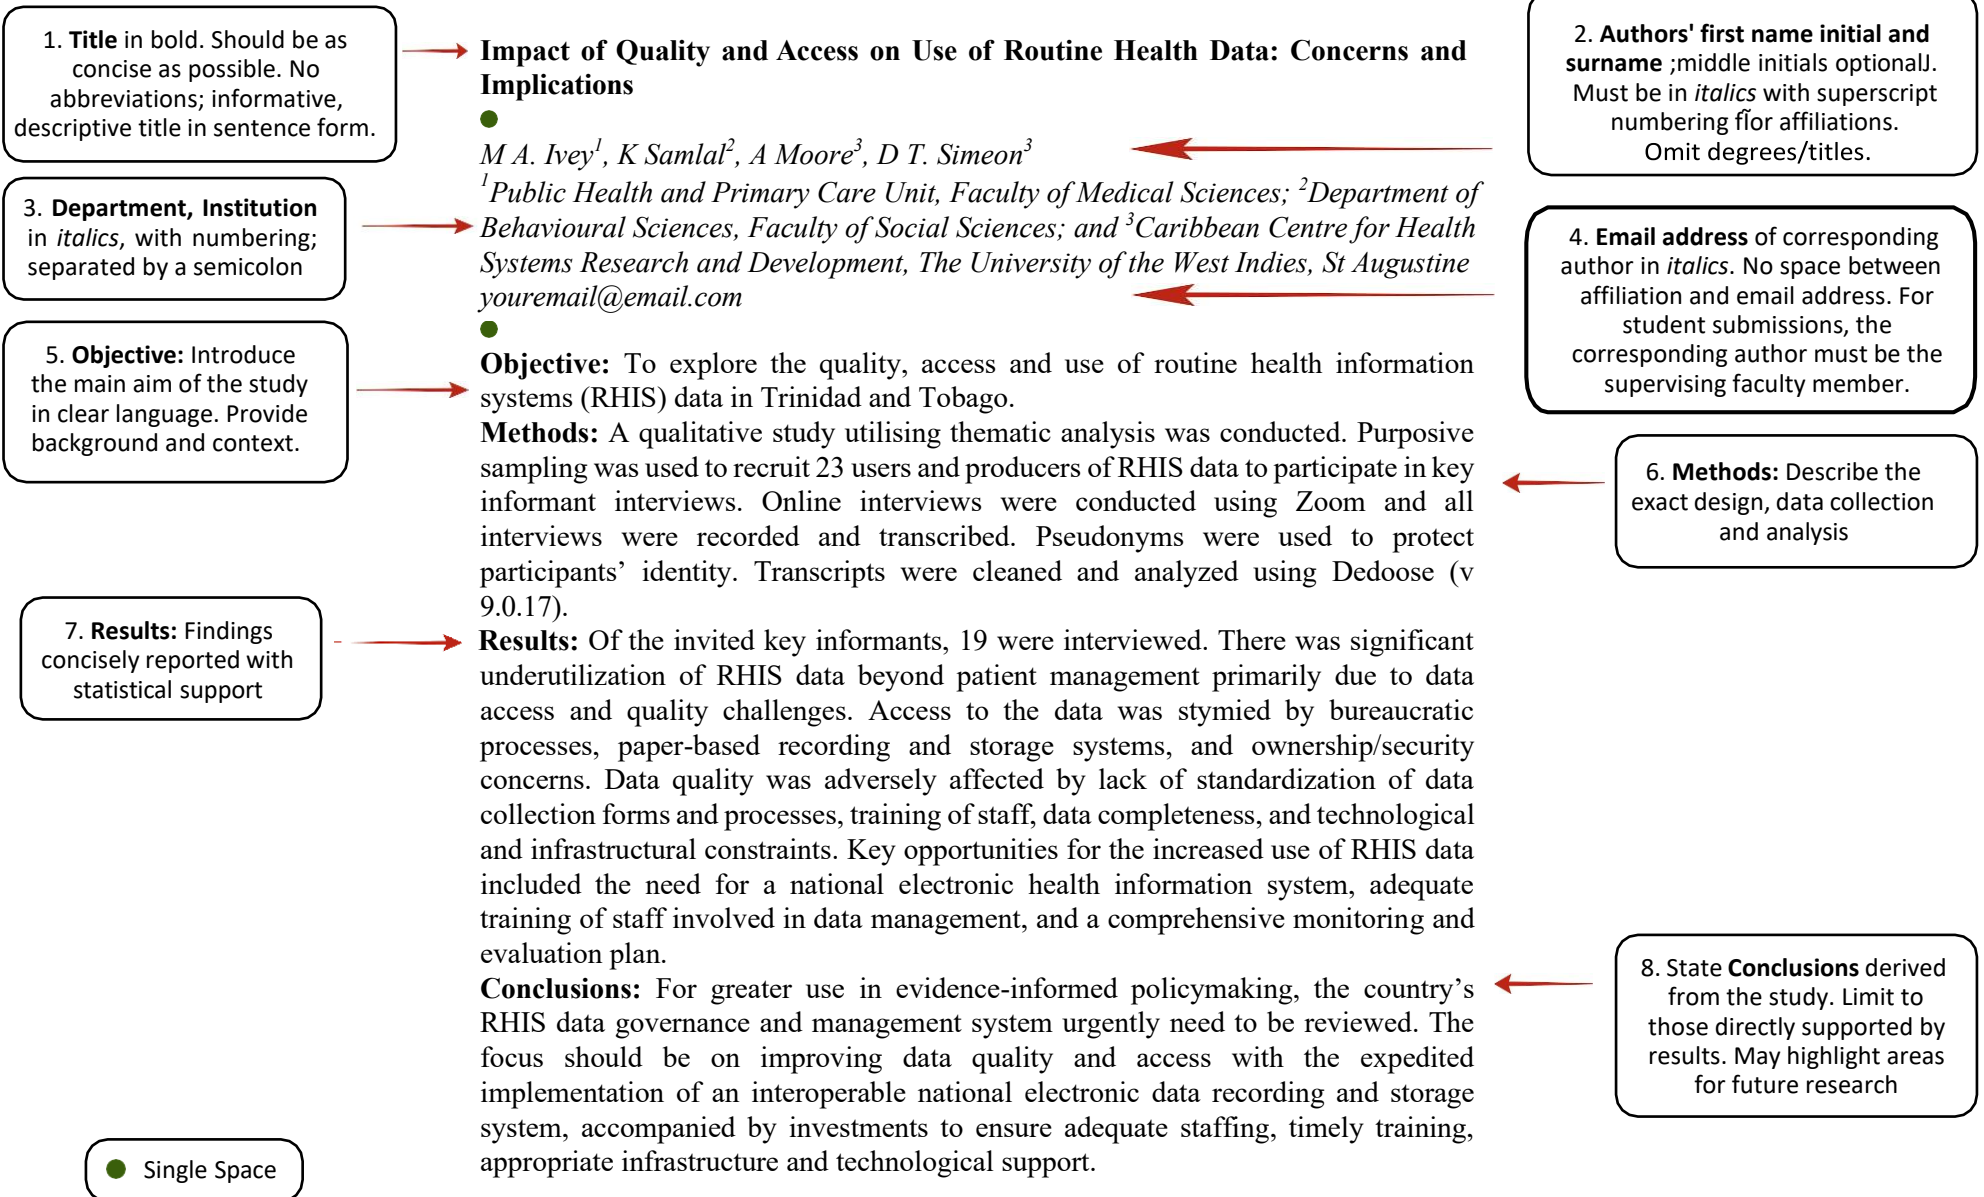 1. Title in bold. Should be as
concise as possible. No
abbreviations; informative,
descriptive title in sentence form.
Impact of Quality and Access on Use of Routine Health Data: Concerns and
Implications
2. Authors' first name initial and
surname ;middle initials optionalJ.
Must be in italics with superscript
numbering fĨor affiliations.
Omit degrees/titles.
M A. Ivey1, K Samlal2, A Moore3, D T. Simeon3
1Public Health and Primary Care Unit, Faculty of Medical Sciences; 2Department of
Behavioural Sciences, Faculty of Social Sciences; and 3Caribbean Centre for Health
Systems Research and Development, The University of the West Indies, St Augustine
youremail@email.com
3. Department, Institution
in italics, with numbering;
separated by a semicolon
4. Email address of corresponding
author in italics. No space between
affiliation and email address. For
student submissions, the
corresponding author must be the
supervising faculty member.
5. Objective: Introduce
the main aim of the study
in clear language. Provide
background and context.
Objective: To explore the quality, access and use of routine health information
systems (RHIS) data in Trinidad and Tobago.
Methods: A qualitative study utilising thematic analysis was conducted. Purposive
sampling was used to recruit 23 users and producers of RHIS data to participate in key
informant interviews. Online interviews were conducted using Zoom and all
interviews were recorded and transcribed. Pseudonyms were used to protect
participants’ identity. Transcripts were cleaned and analyzed using Dedoose (v
9.0.17).
6. Methods: Describe the
exact design, data collection
and analysis
7. Results: Findings
concisely reported with
statistical support
Results: Of the invited key informants, 19 were interviewed. There was significant
underutilization of RHIS data beyond patient management primarily due to data
access and quality challenges. Access to the data was stymied by bureaucratic
processes, paper-based recording and storage systems, and ownership/security
concerns. Data quality was adversely affected by lack of standardization of data
collection forms and processes, training of staff, data completeness, and technological
and infrastructural constraints. Key opportunities for the increased use of RHIS data
included the need for a national electronic health information system, adequate
training of staff involved in data management, and a comprehensive monitoring and
evaluation plan.
Conclusions: For greater use in evidence-informed policymaking, the country’s
RHIS data governance and management system urgently need to be reviewed. The
focus should be on improving data quality and access with the expedited
implementation of an interoperable national electronic data recording and storage
system, accompanied by investments to ensure adequate staffing, timely training,
appropriate infrastructure and technological support.
8. State Conclusions derived
from the study. Limit to
those directly supported by
results. May highlight areas
for future research
Single Space